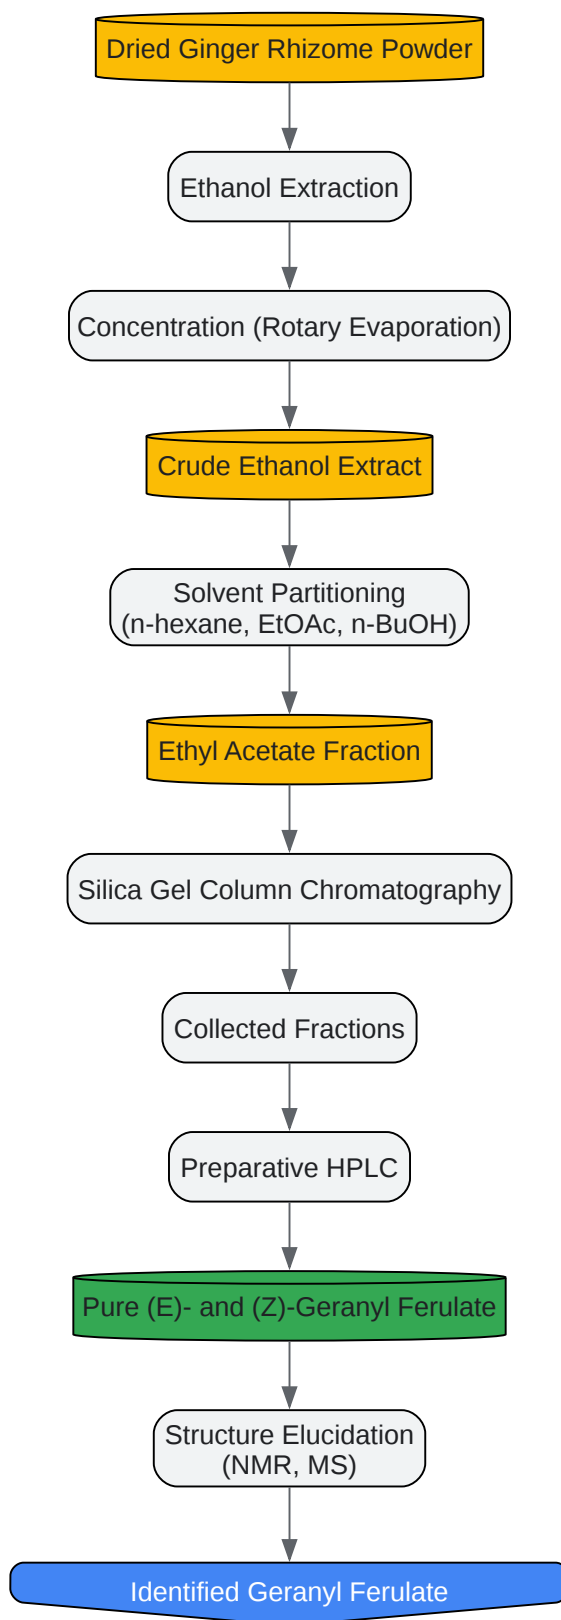 Dried Ginger Rhizome Powder
Ethanol Extraction
Concentration (Rotary Evaporation)
Crude Ethanol Extract
Solvent Partitioning
(n-hexane, EtOAc, n-BuOH)
Ethyl Acetate Fraction
Silica Gel Column Chromatography
Collected Fractions
Preparative HPLC
Pure (E)- and (Z)-Geranyl Ferulate
Structure Elucidation
(NMR, MS)
Identified Geranyl Ferulate